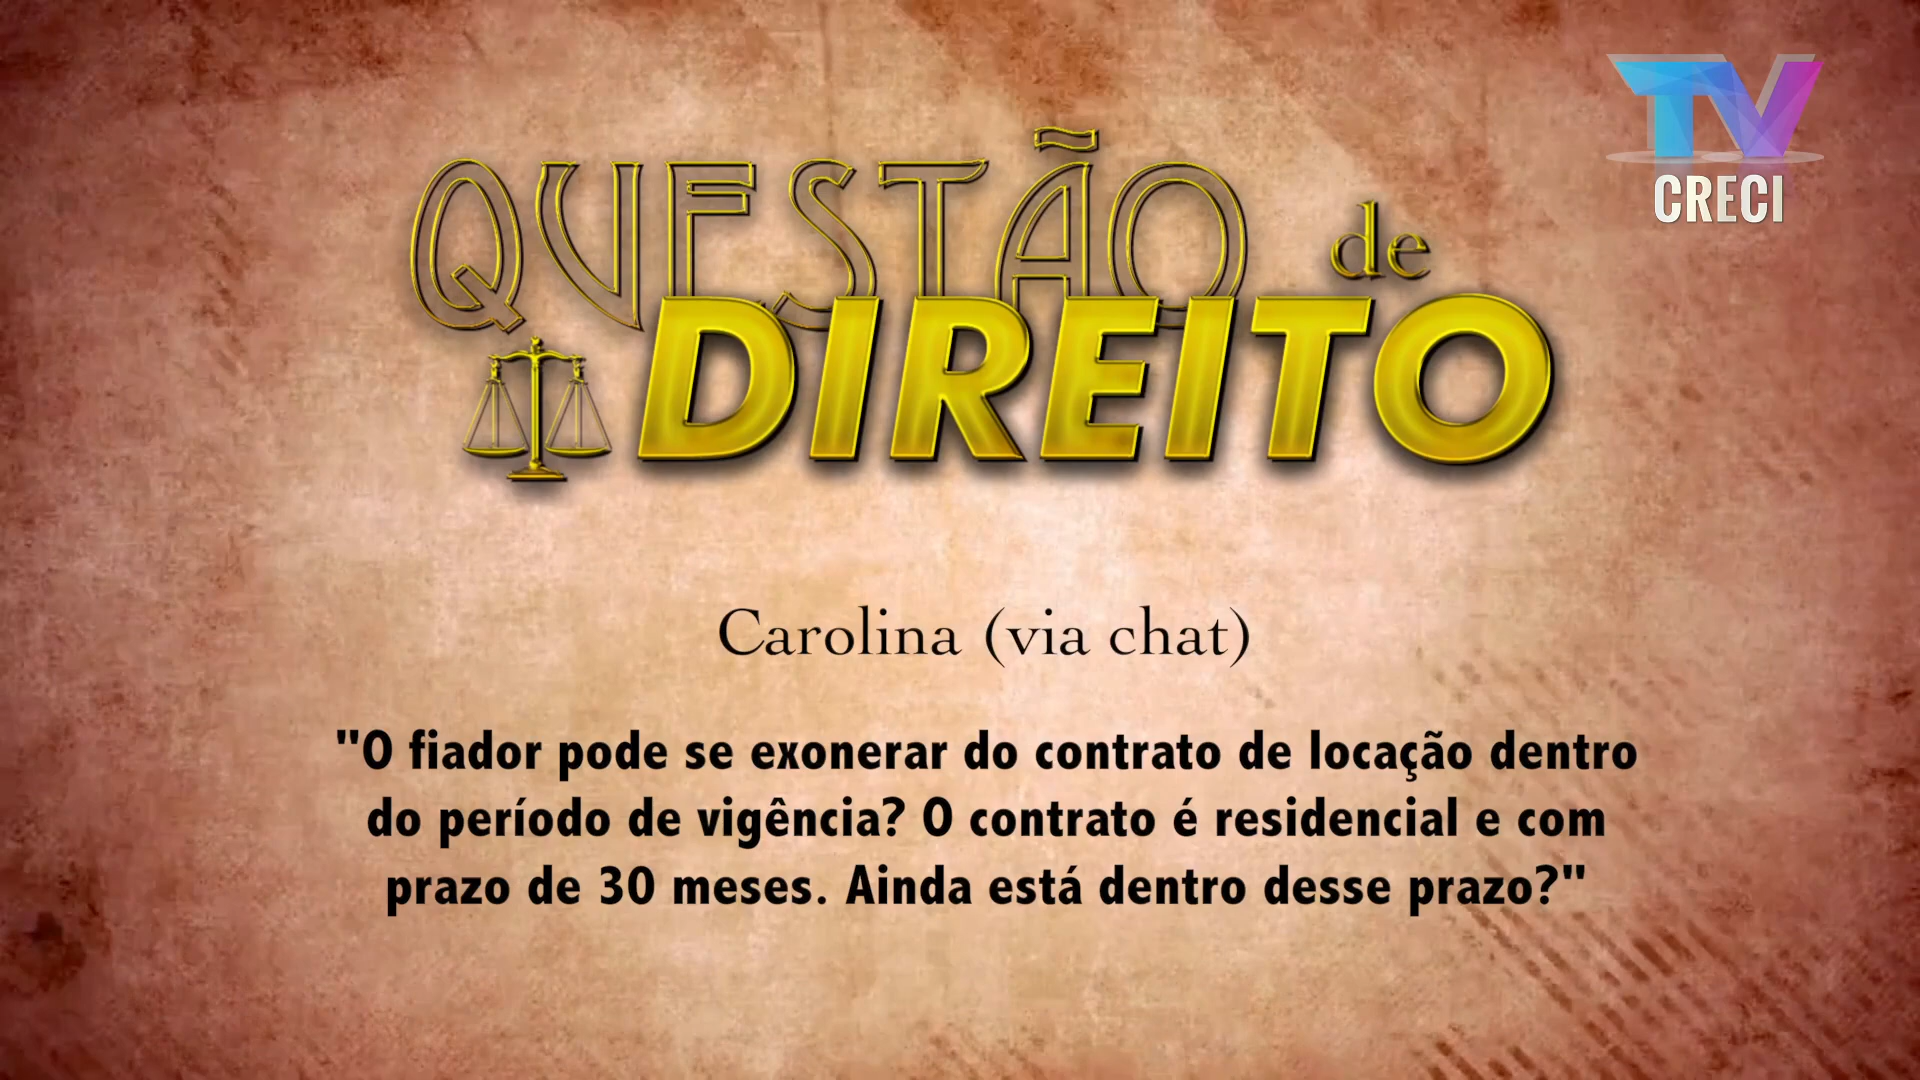 TV
CRECI
QUESTÃO de
DIREITO
Carolina (via chat)
"O fiador pode se exonerar do contrato de locação dentro
do período de vigência? O contrato é residencial e com
prazo de 30 meses. Ainda está dentro desse prazo?"